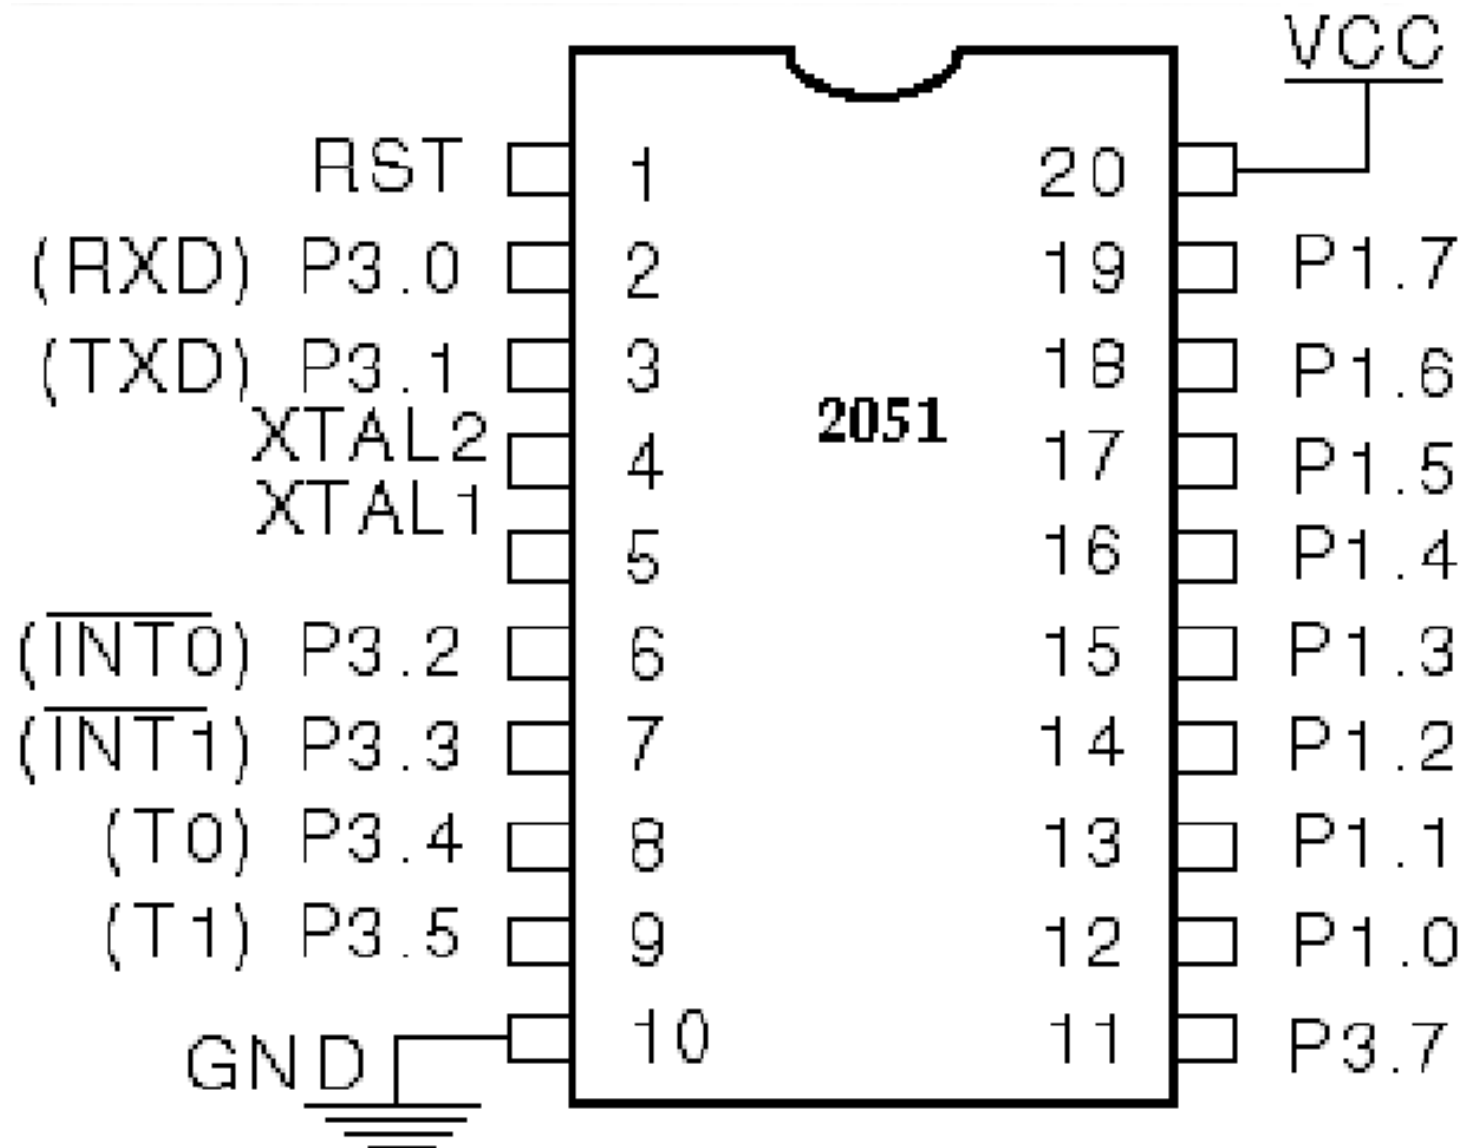 VCC
RST 1 20
(RXD) P3.0 2 19 P1.7
(TXD) P3.1 3 18 P1.6
2051
XTAL2 4 17 P1.5
XTAL1 5 16 P1.4
(INT0) P3.2 6 15 P1.3
(INT1) P3.3 7 14 P1.2
(T0) P3.4 8 13 P1.1
(T1) P3.5 9 12 P1.0
GND 10 11 P3.7